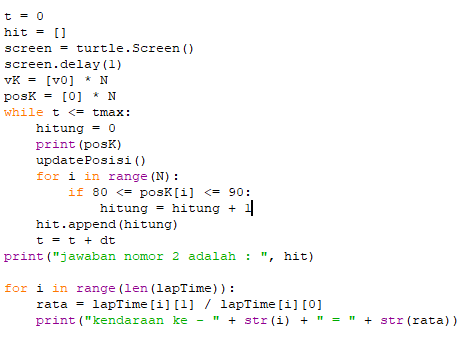 t = 0
hit = []
screen = turtle.Screen()
screen.delay(1)
vK = [v0] * N
posK = [0] * N
while t <= tmax:
    hitung = 0
    print(posK)
    updatePosisi()
    for i in range(N):
        if 80 <= posK[i] <= 90:
            hitung = hitung + 1
    hit.append(hitung)
    t = t + dt
print("jawaban nomor 2 adalah : ", hit)

for i in range(len(lapTime)):
    rata = lapTime[i][1] / lapTime[i][0]
    print("kendaraan ke - " + str(i) + " = " + str(rata))